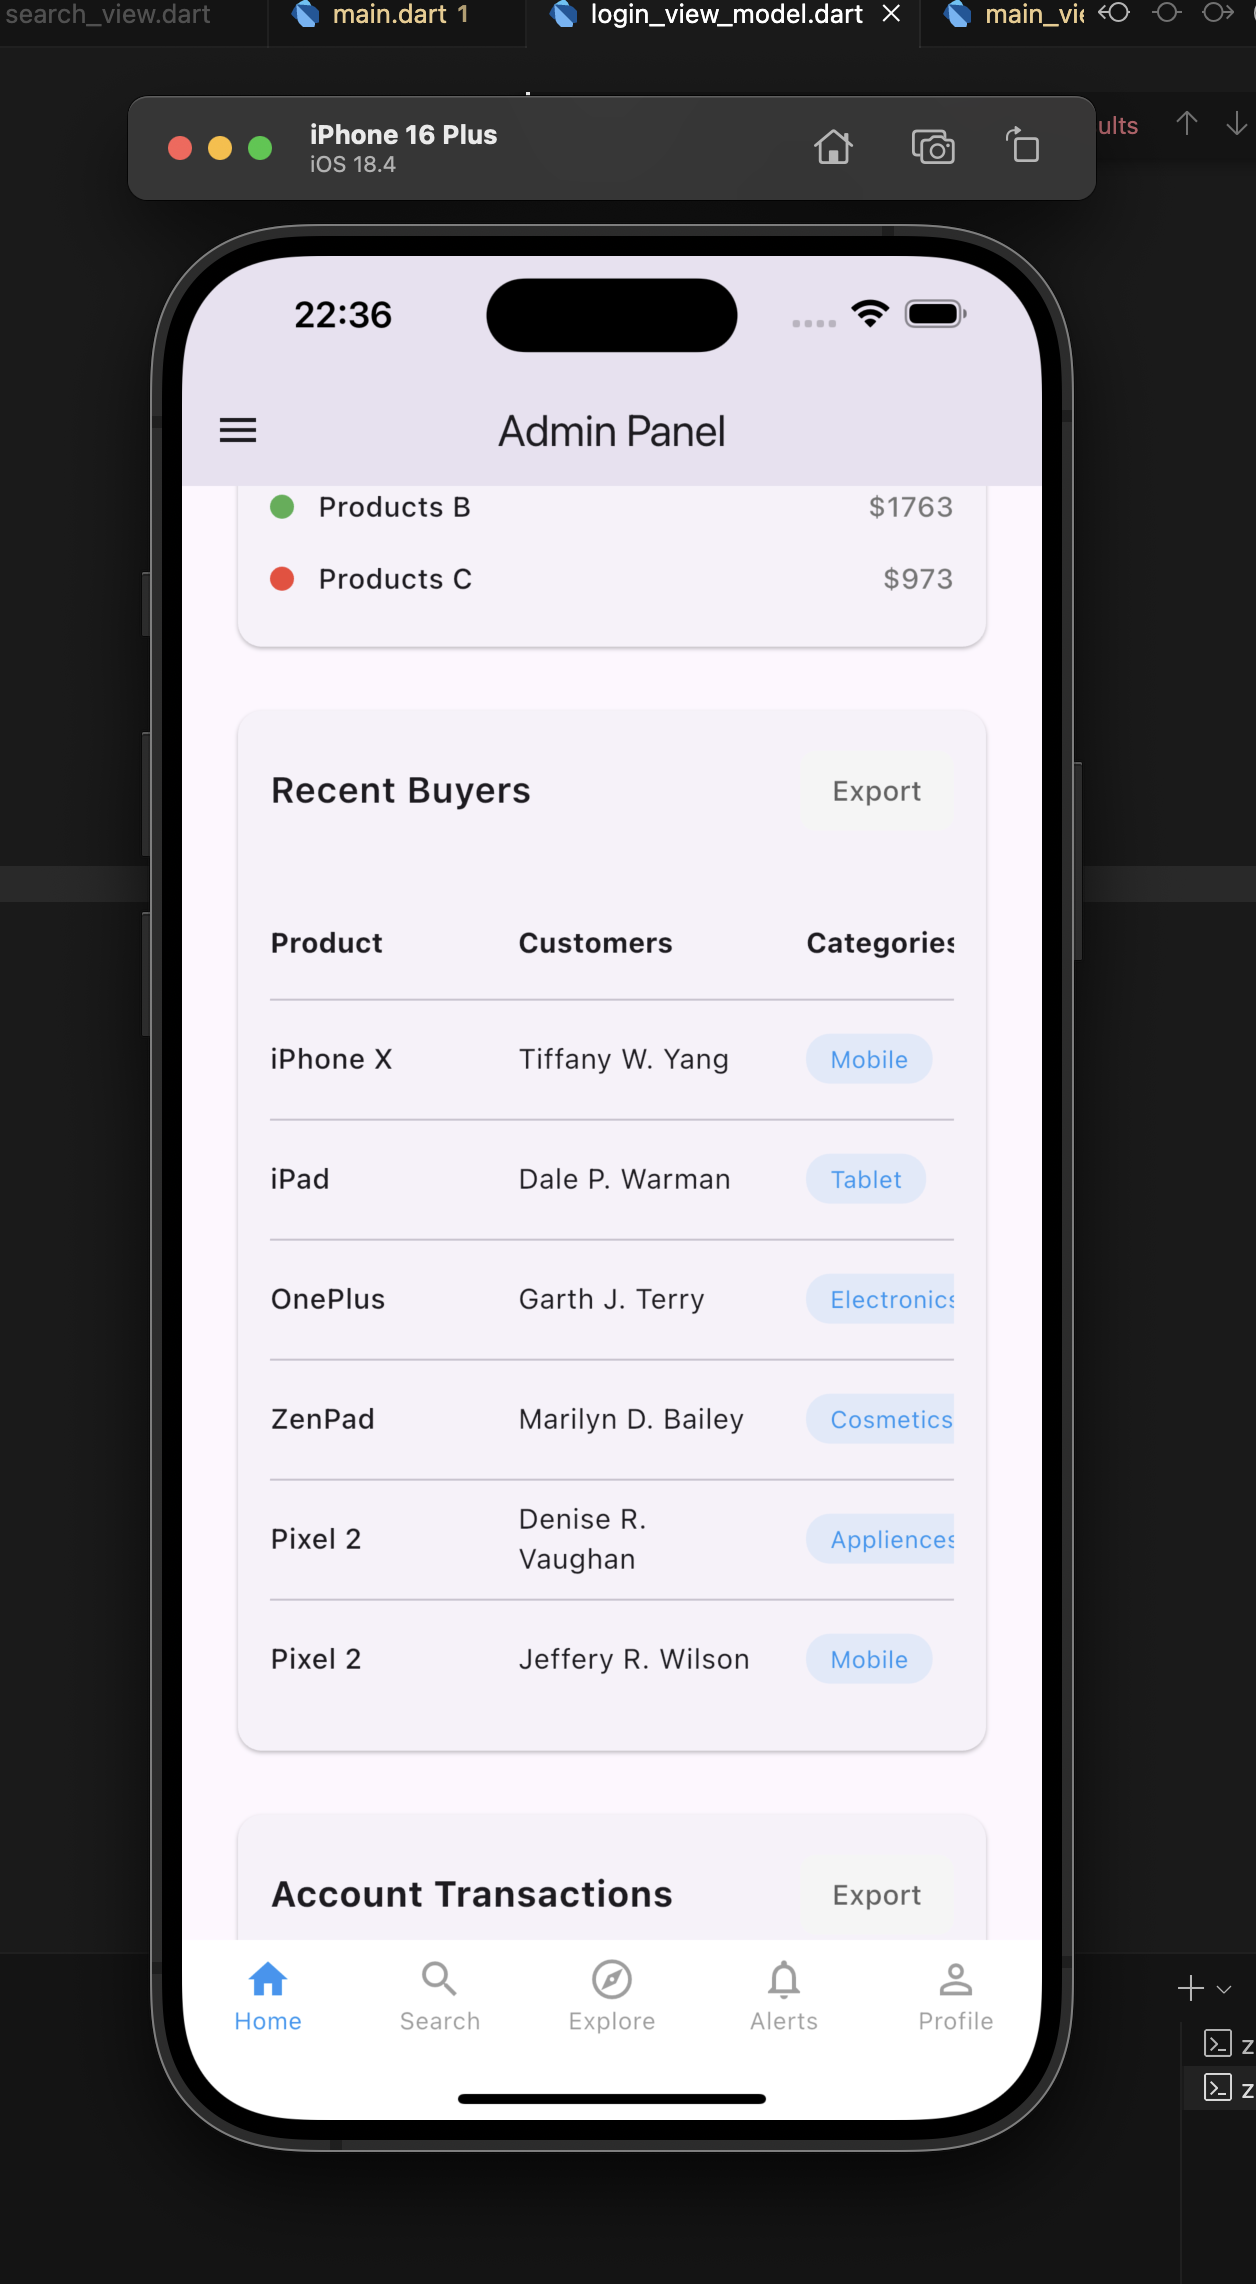 search_view.dart
main.dart 1
login_view_model.dart
main_vie
iPhone 16 Plus
iOS 18.4
ults
22:36
Admin Panel
Products B $1763
Products C $973
Recent Buyers Export
Product Customers Categories
iPhone X Tiffany W. Yang Mobile
iPad Dale P. Warman Tablet
OnePlus Garth J. Terry Electronics
ZenPad Marilyn D. Bailey Cosmetics
Pixel 2 Denise R.
Vaughan Appliences
Pixel 2 Jeffery R. Wilson Mobile
Account Transactions Export
Home Search Explore Alerts Profile
z
z